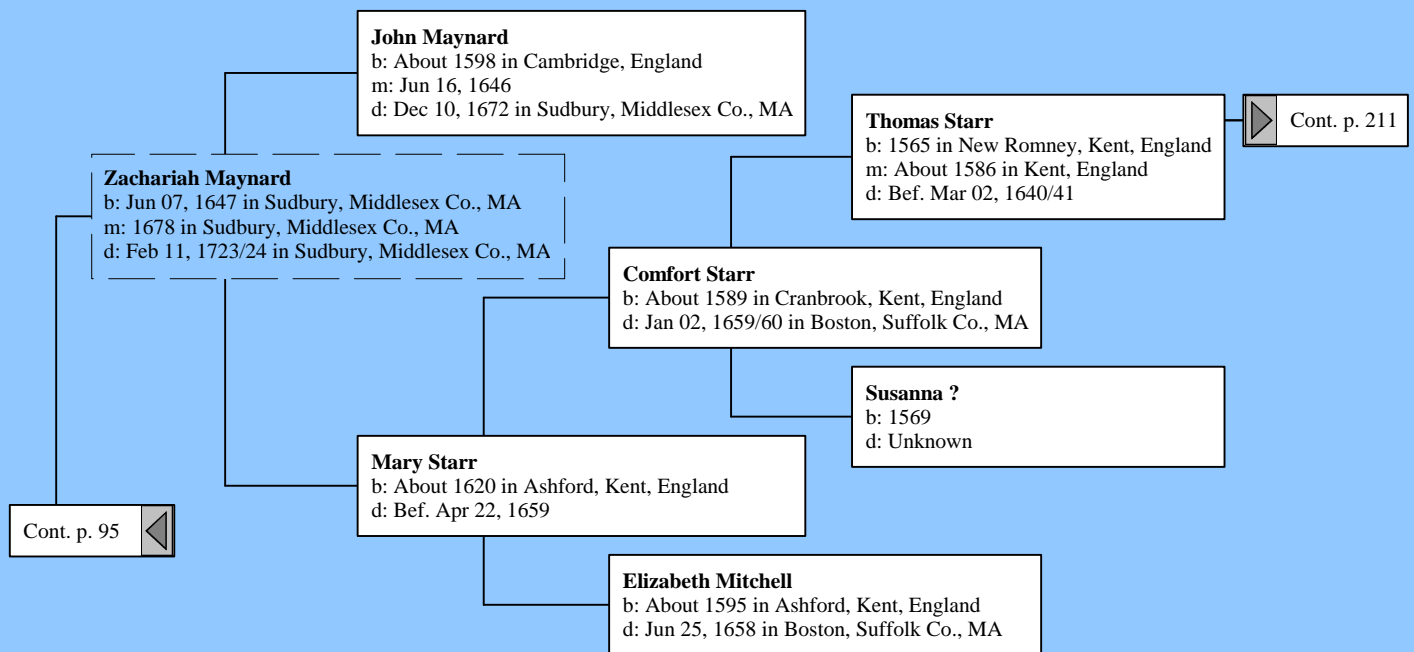 John Maynard
b: About 1598 in Cambridge, England
m: Jun 16, 1646
d: Dec 10, 1672 in Sudbury, Middlesex Co., MA
Thomas Starr
b: 1565 in New Romney, Kent, England
m: About 1586 in Kent, England
d: Bef. Mar 02, 1640/41
Cont. p. 211
Zachariah Maynard
b: Jun 07, 1647 in Sudbury, Middlesex Co., MA
m: 1678 in Sudbury, Middlesex Co., MA
d: Feb 11, 1723/24 in Sudbury, Middlesex Co., MA
Comfort Starr
b: About 1589 in Cranbrook, Kent, England
d: Jan 02, 1659/60 in Boston, Suffolk Co., MA
Susanna ?
b: 1569
d: Unknown
Mary Starr
b: About 1620 in Ashford, Kent, England
d: Bef. Apr 22, 1659
Cont. p. 95
Elizabeth Mitchell
b: About 1595 in Ashford, Kent, England
d: Jun 25, 1658 in Boston, Suffolk Co., MA